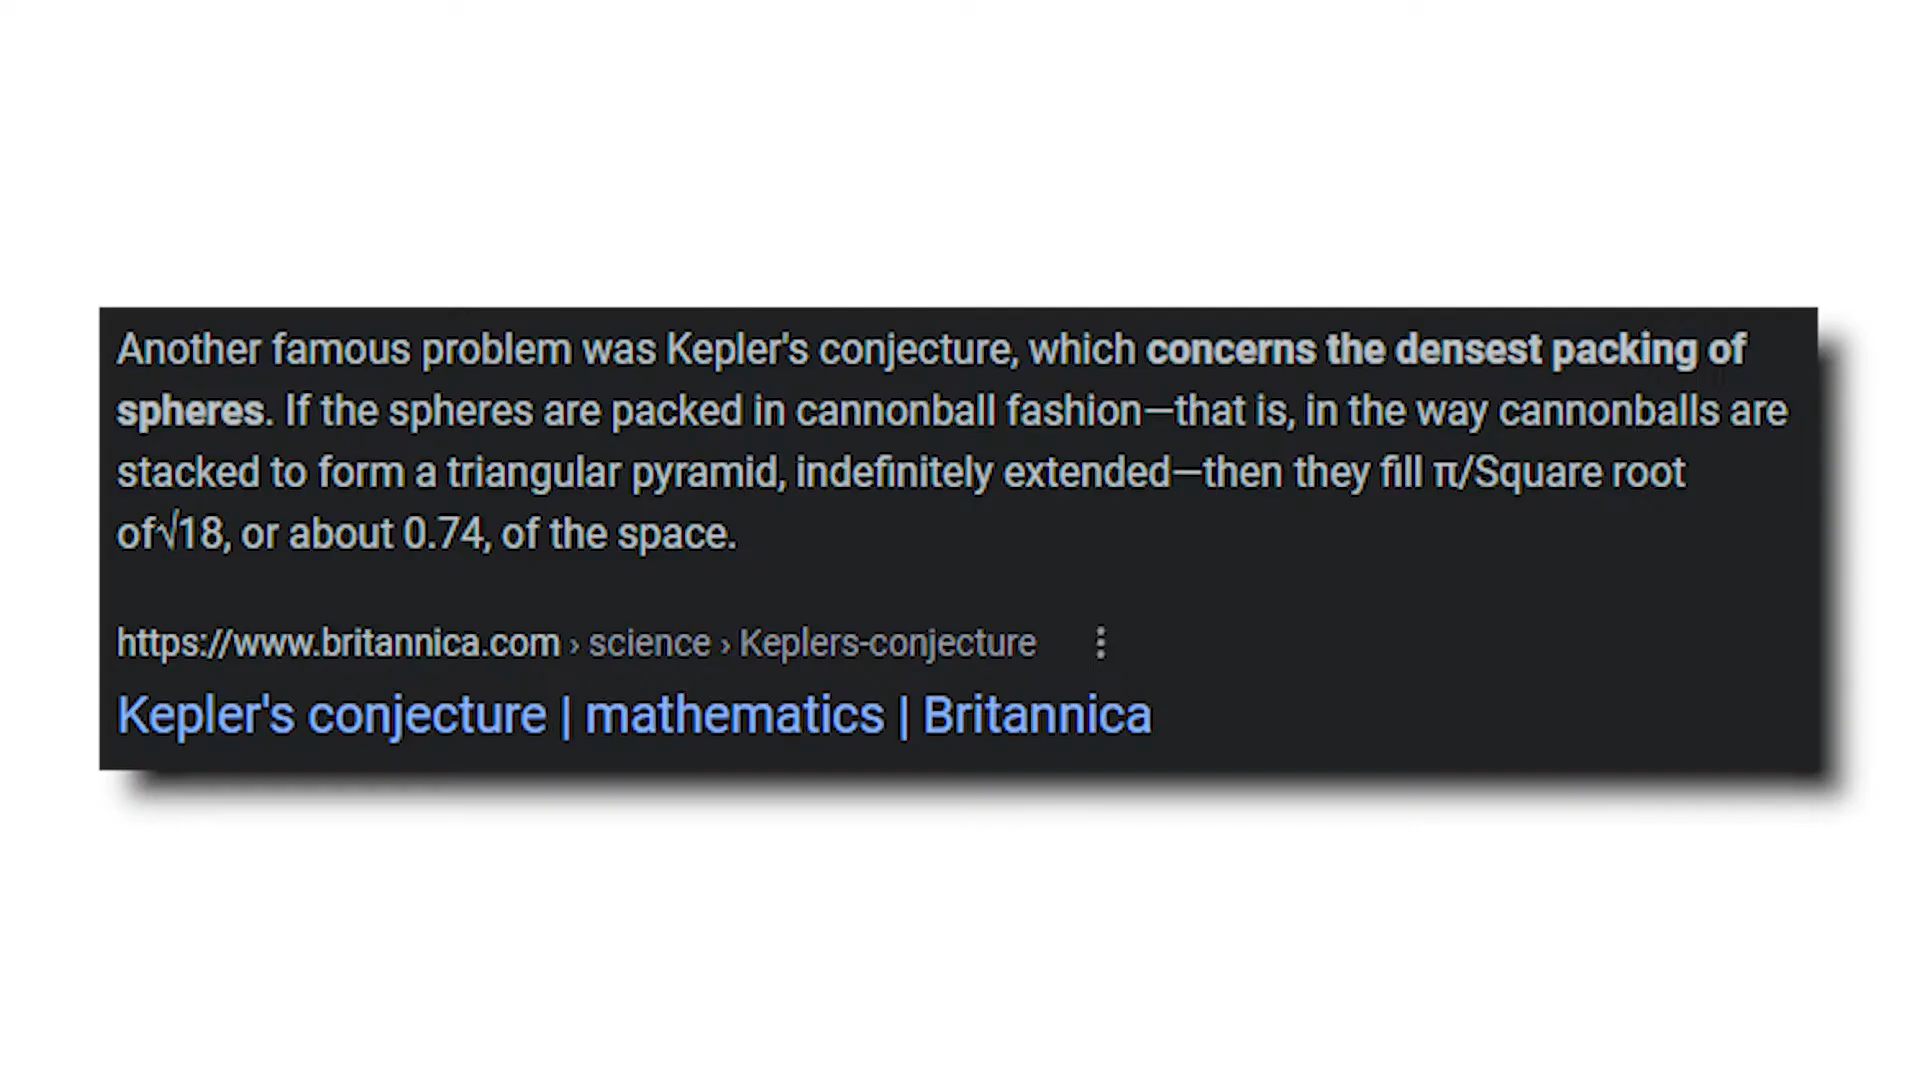 Another famous problem was Kepler's conjecture, which concerns the densest packing of
spheres. If the spheres are packed in cannonball fashion—that is, in the way cannonballs are
stacked to form a triangular pyramid, indefinitely extended—then they fill π/Square root
of√18, or about 0.74, of the space.
https://www.britannica.com › science › Keplers-conjecture
Kepler's conjecture | mathematics | Britannica